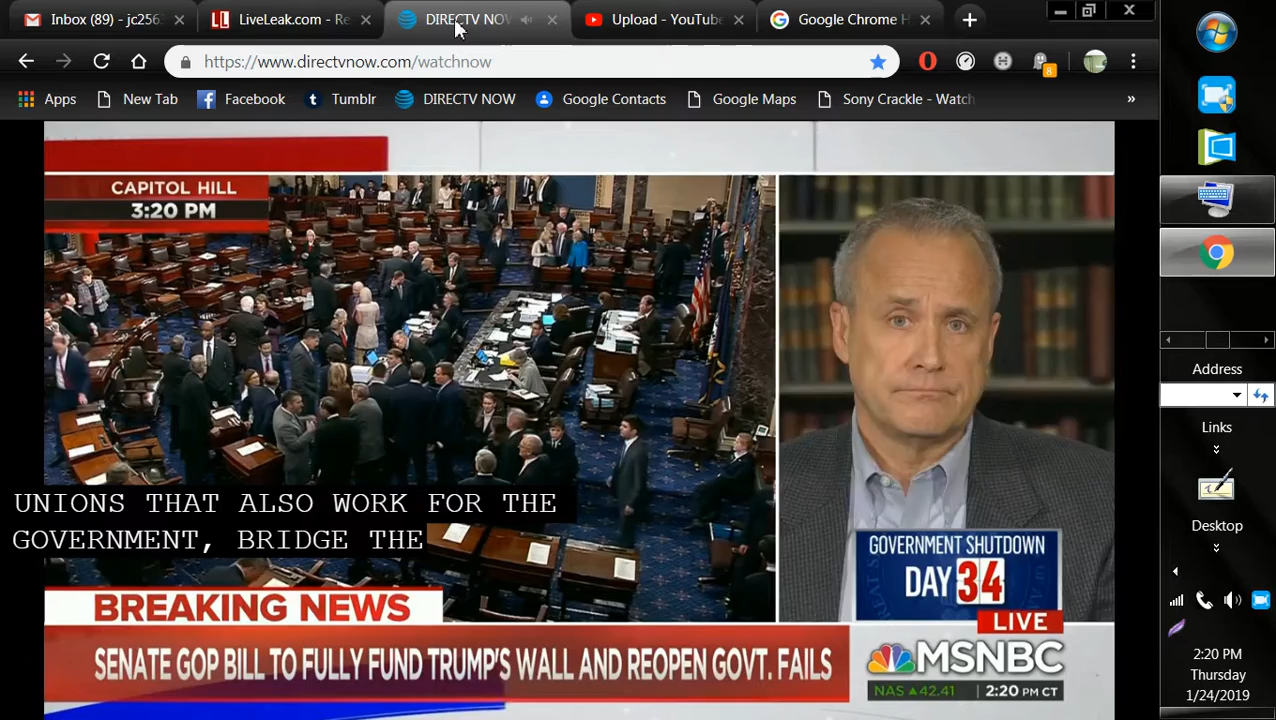 Inbox (89) - jc256
LiveLeak.com - Re
DIRECTV NOW
Upload - YouTube
Google Chrome H
https://www.directvnow.com/watchnow
8
Apps
New Tab
Facebook
Tumblr
DIRECTV NOW
Google Contacts
Google Maps
Sony Crackle - Watch
»
CAPITOL HILL
3:20 PM
UNIONS THAT ALSO WORK FOR THE
GOVERNMENT, BRIDGE THE
GOVERNMENT SHUTDOWN
DAY 34
LIVE
BREAKING NEWS
SENATE GOP BILL TO FULLY FUND TRUMP'S WALL AND REOPEN GOVT. FAILS
MSNBC
NAS ▲42.41 2:20 PM CT
Address
Links
Desktop
2:20 PM
Thursday
1/24/2019